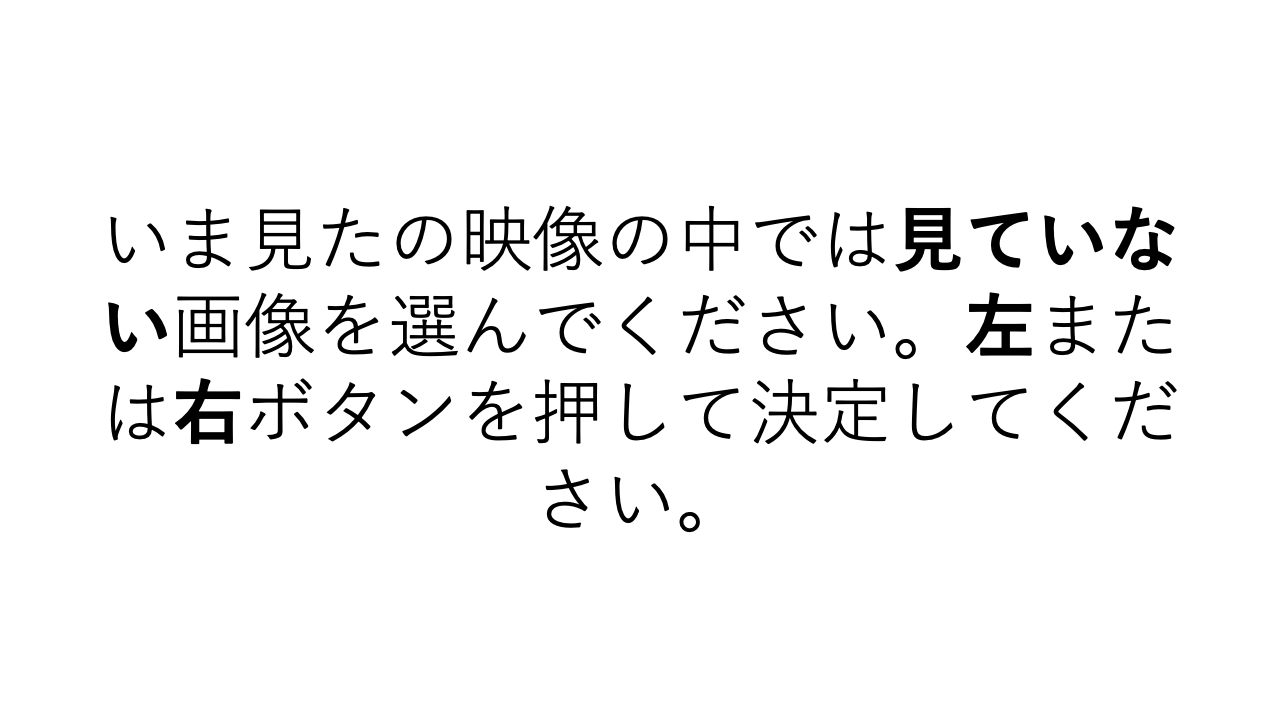 いま見たの映像の中では見ていな
い画像を選んでください。左また
は右ボタンを押して決定してくだ
さい。